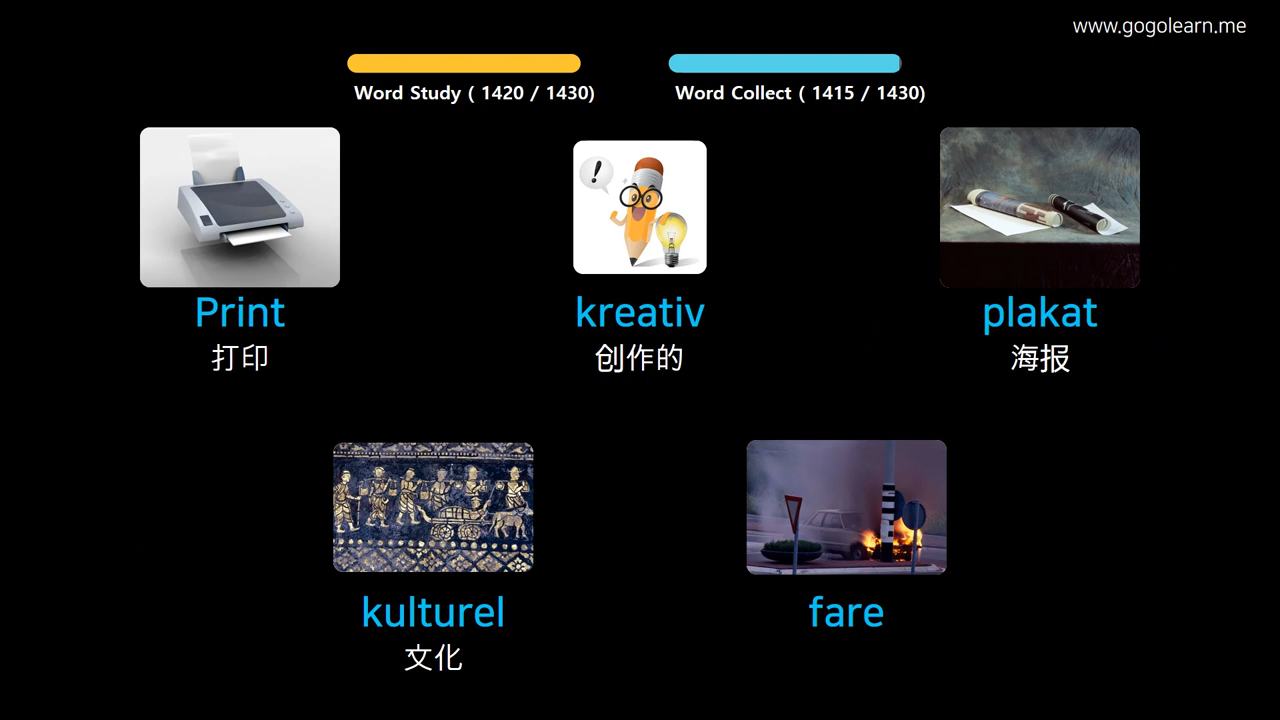 www.gogolearn.me
Word Study ( 1420 / 1430)
Word Collect ( 1415 / 1430)
Print
打印
kreativ
创作的
plakat
海报
kulturel
文化
fare